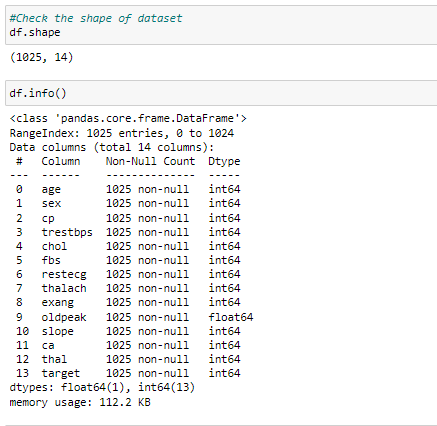 #Check the shape of dataset
df.shape
(1025, 14)
df.info()
<class 'pandas.core.frame.DataFrame'>
RangeIndex: 1025 entries, 0 to 1024
Data columns (total 14 columns):
 #   Column    Non-Null Count  Dtype
---  ------    --------------  -----
 0   age       1025 non-null   int64
 1   sex       1025 non-null   int64
 2   cp        1025 non-null   int64
 3   trestbps  1025 non-null   int64
 4   chol      1025 non-null   int64
 5   fbs       1025 non-null   int64
 6   restecg   1025 non-null   int64
 7   thalach   1025 non-null   int64
 8   exang     1025 non-null   int64
 9   oldpeak   1025 non-null   float64
 10  slope     1025 non-null   int64
 11  ca        1025 non-null   int64
 12  thal      1025 non-null   int64
 13  target    1025 non-null   int64
dtypes: float64(1), int64(13)
memory usage: 112.2 KB